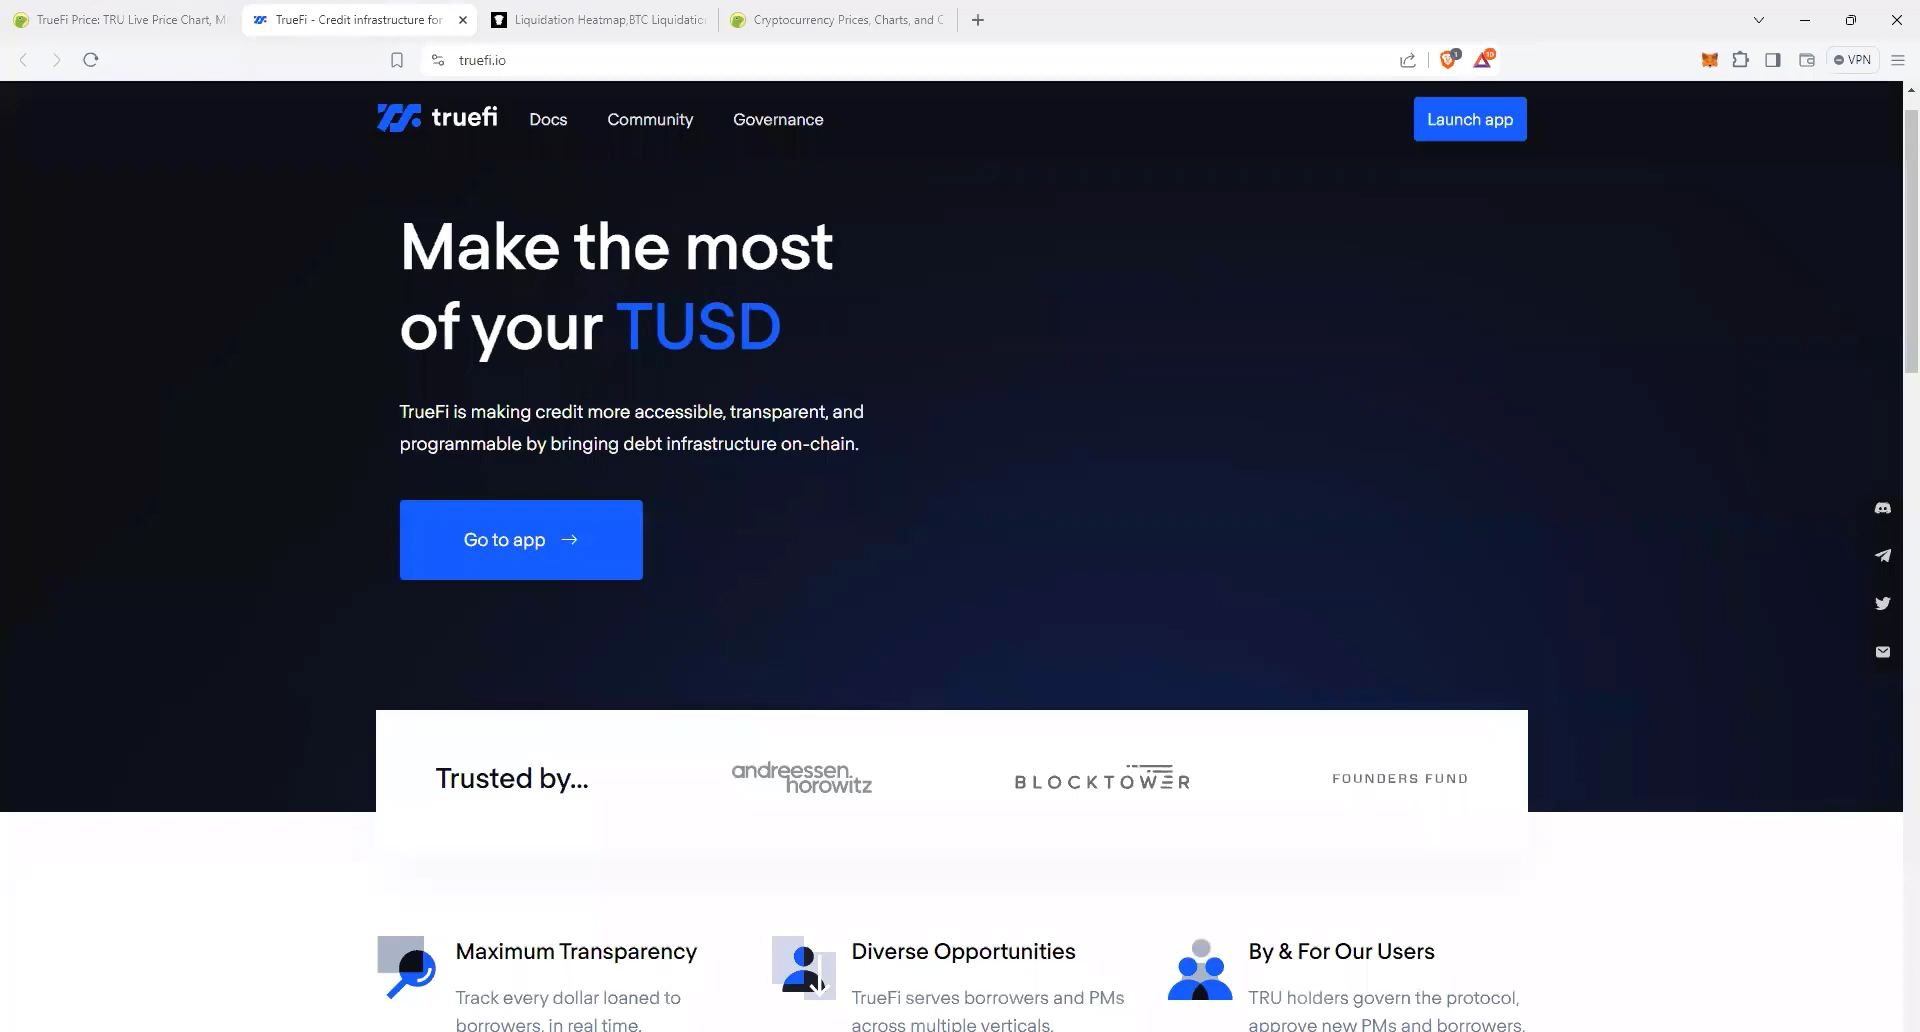 TrueFi Price: TRU Live Price Chart, M
TrueFi - Credit infrastructure for
Liquidation Heatmap,BTC Liquidatio
Cryptocurrency Prices, Charts, and C
truefi.io
1
10
VPN
truefi
Docs
Community
Governance
Launch app
Make the most
of your TUSD
TrueFi is making credit more accessible, transparent, and
programmable by bringing debt infrastructure on-chain.
Go to app →
Trusted by...
andreessen.
horowitz
BLOCKTOWER
FOUNDERS FUND
Maximum Transparency
Track every dollar loaned to
borrowers, in real time.
Diverse Opportunities
TrueFi serves borrowers and PMs
across multiple verticals.
By & For Our Users
TRU holders govern the protocol,
approve new PMs and borrowers.